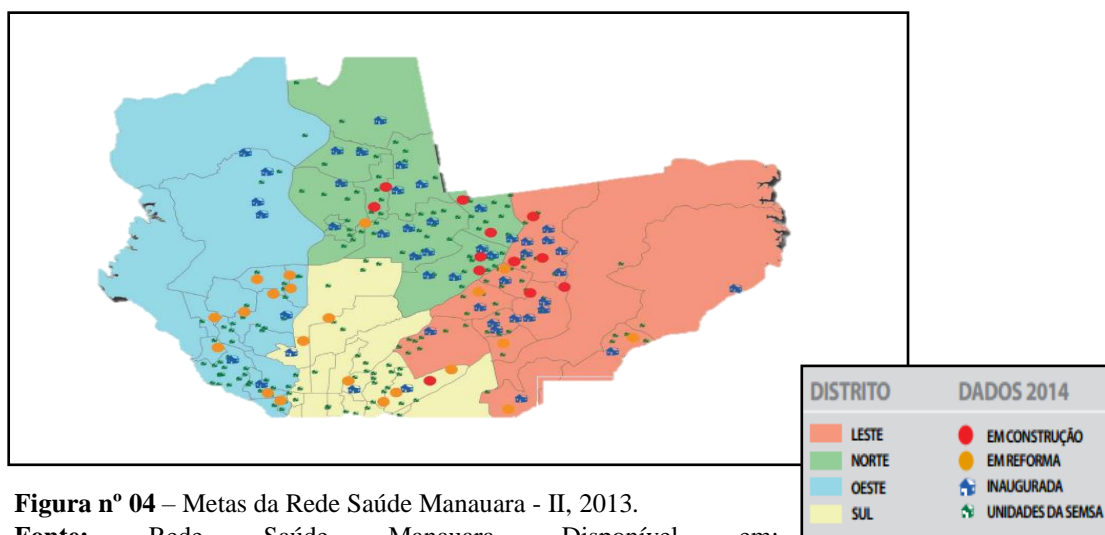 DISTRITO DADOS 2014
LESTE EM CONSTRUÇÃO
NORTE EM REFORMA
OESTE INAUGURADA
SUL UNIDADES DA SEMSA
Figura nº 04 – Metas da Rede Saúde Manauara - II, 2013.
Fonte: Rede Saúde Manauara. Disponível em: